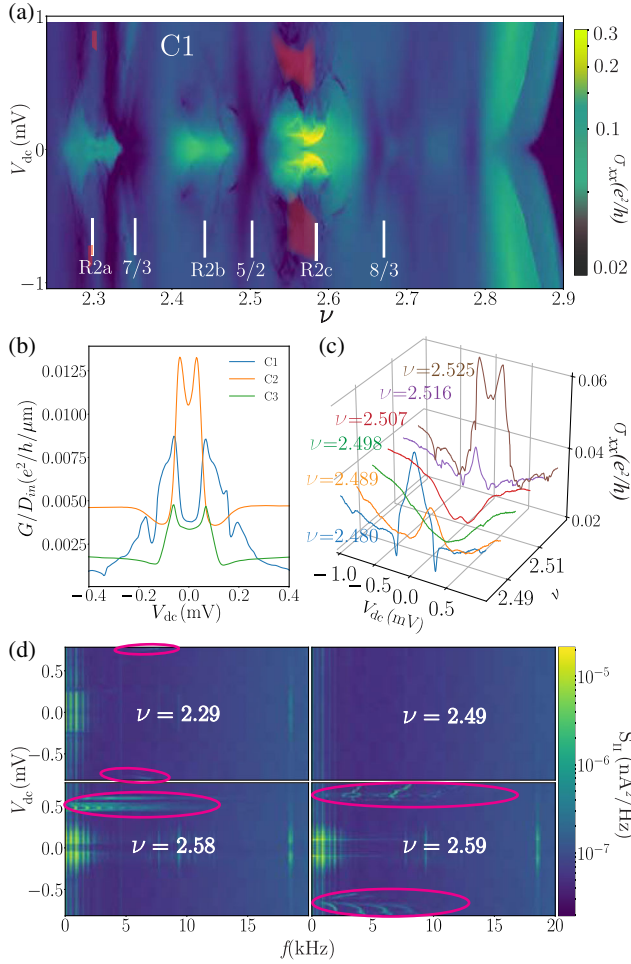 (a)
C1
1
0
−1
V_dc (mV)
R2a
7/3
R2b
5/2
R2c
8/3
2.3
2.4
2.5
2.6
2.7
2.8
2.9
ν
0.3
0.2
0.1
0.02
σ_xx(e²/h)
(b)
C1
C2
C3
0.0125
0.0100
0.0075
0.0050
0.0025
G/D_in(e²/h/μm)
−0.4
−0.2
0.0
0.2
0.4
V_dc (mV)
(c)
ν=2.525
ν=2.516
ν=2.507
ν=2.498
ν=2.489
ν=2.480
0.06
0.04
0.02
σ_xx(e²/h)
−1.0
−0.5
0.0
0.5
V_dc (mV)
2.49
2.51
ν
(d)
0.5
0.0
−0.5
ν = 2.29
ν = 2.49
0.5
0.0
−0.5
ν = 2.58
ν = 2.59
V_dc (mV)
0
5
10
15
0
5
10
15
20
f(kHz)
10⁻⁵
10⁻⁶
10⁻⁷
S_II (nA²/Hz)